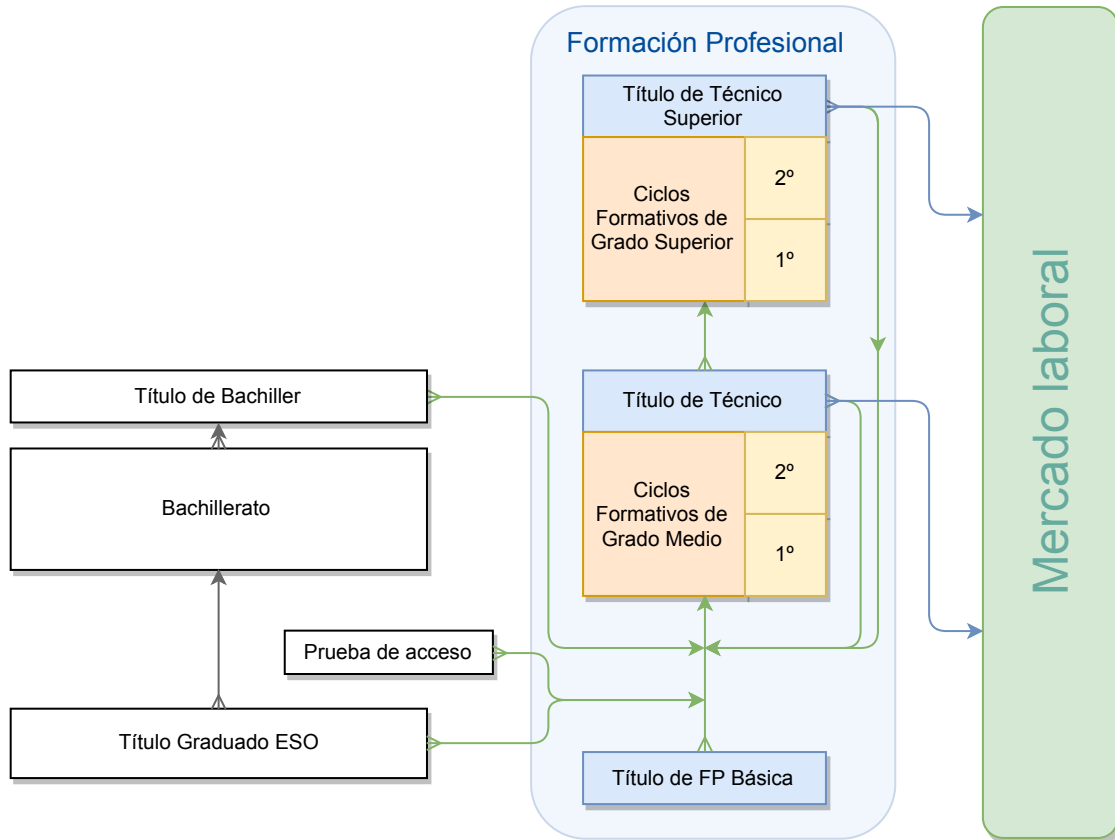 Formación Profesional
Título de Técnico
Superior
Ciclos
Formativos de
Grado Superior
2º
1º
Mercado laboral
Título de Bachiller
Bachillerato
Título de Técnico
Ciclos
Formativos de
Grado Medio
2º
1º
Prueba de acceso
Título Graduado ESO
Título de FP Básica